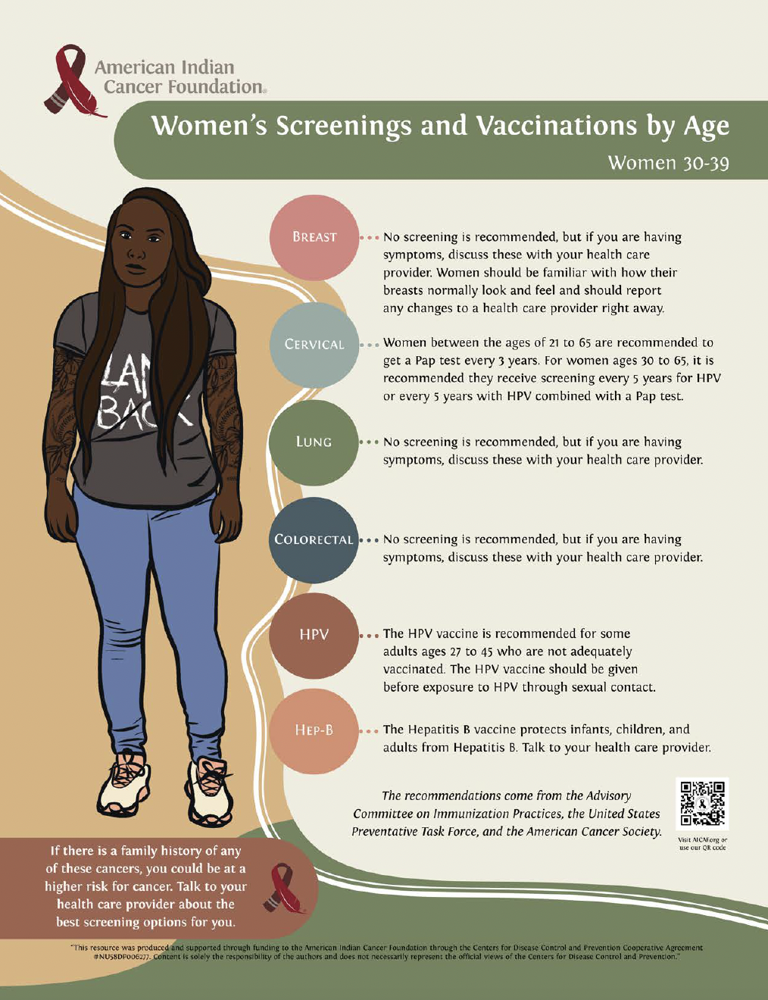 American Indian
Cancer Foundation®
Women's Screenings and Vaccinations by Age
Women 30-39
BREAST
No screening is recommended, but if you are having
symptoms, discuss these with your health care
provider. Women should be familiar with how their
breasts normally look and feel and should report
any changes to a health care provider right away.
CERVICAL
Women between the ages of 21 to 65 are recommended to
get a Pap test every 3 years. For women ages 30 to 65, it is
recommended they receive screening every 5 years for HPV
or every 5 years with HPV combined with a Pap test.
LAN
BACK
LUNG
No screening is recommended, but if you are having
symptoms, discuss these with your health care provider.
COLORECTAL
No screening is recommended, but if you are having
symptoms, discuss these with your health care provider.
HPV
The HPV vaccine is recommended for some
adults ages 27 to 45 who are not adequately
vaccinated. The HPV vaccine should be given
before exposure to HPV through sexual contact.
HEP-B
The Hepatitis B vaccine protects infants, children, and
adults from Hepatitis B. Talk to your health care provider.
The recommendations come from the Advisory
Committee on Immunization Practices, the United States
Preventative Task Force, and the American Cancer Society.
Visit AICAF.org or
use our QR code
If there is a family history of any
of these cancers, you could be at a
higher risk for cancer. Talk to your
health care provider about the
best screening options for you.
"This resource was produced and supported through funding to the American Indian Cancer Foundation through the Centers for Disease Control and Prevention Cooperative Agreement
#NU58DP006277. Content is solely the responsibility of the authors and does not necessarily represent the official views of the Centers for Disease Control and Prevention."